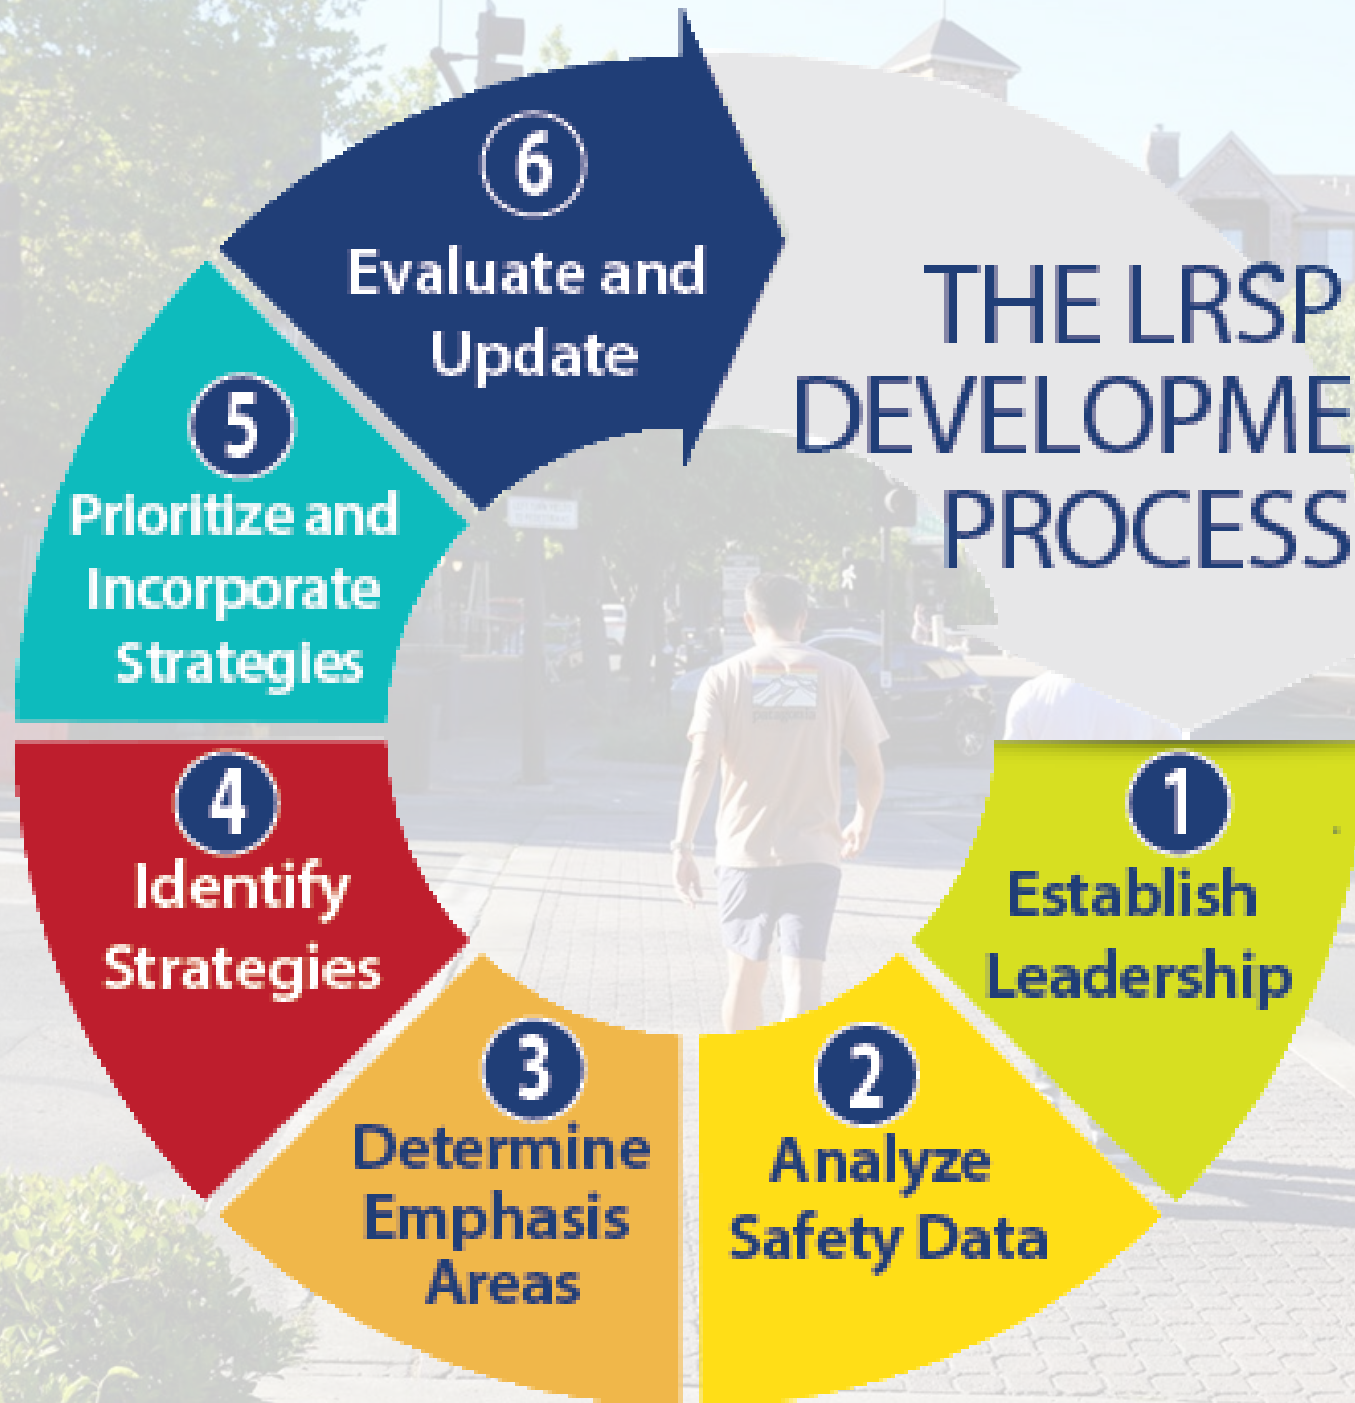 THE LRSP
DEVELOPME
PROCESS
1
Establish
Leadership
2
Analyze
Safety Data
3
Determine
Emphasis
Areas
4
Identify
Strategies
5
Prioritize and
Incorporate
Strategies
6
Evaluate and
Update
patagonia